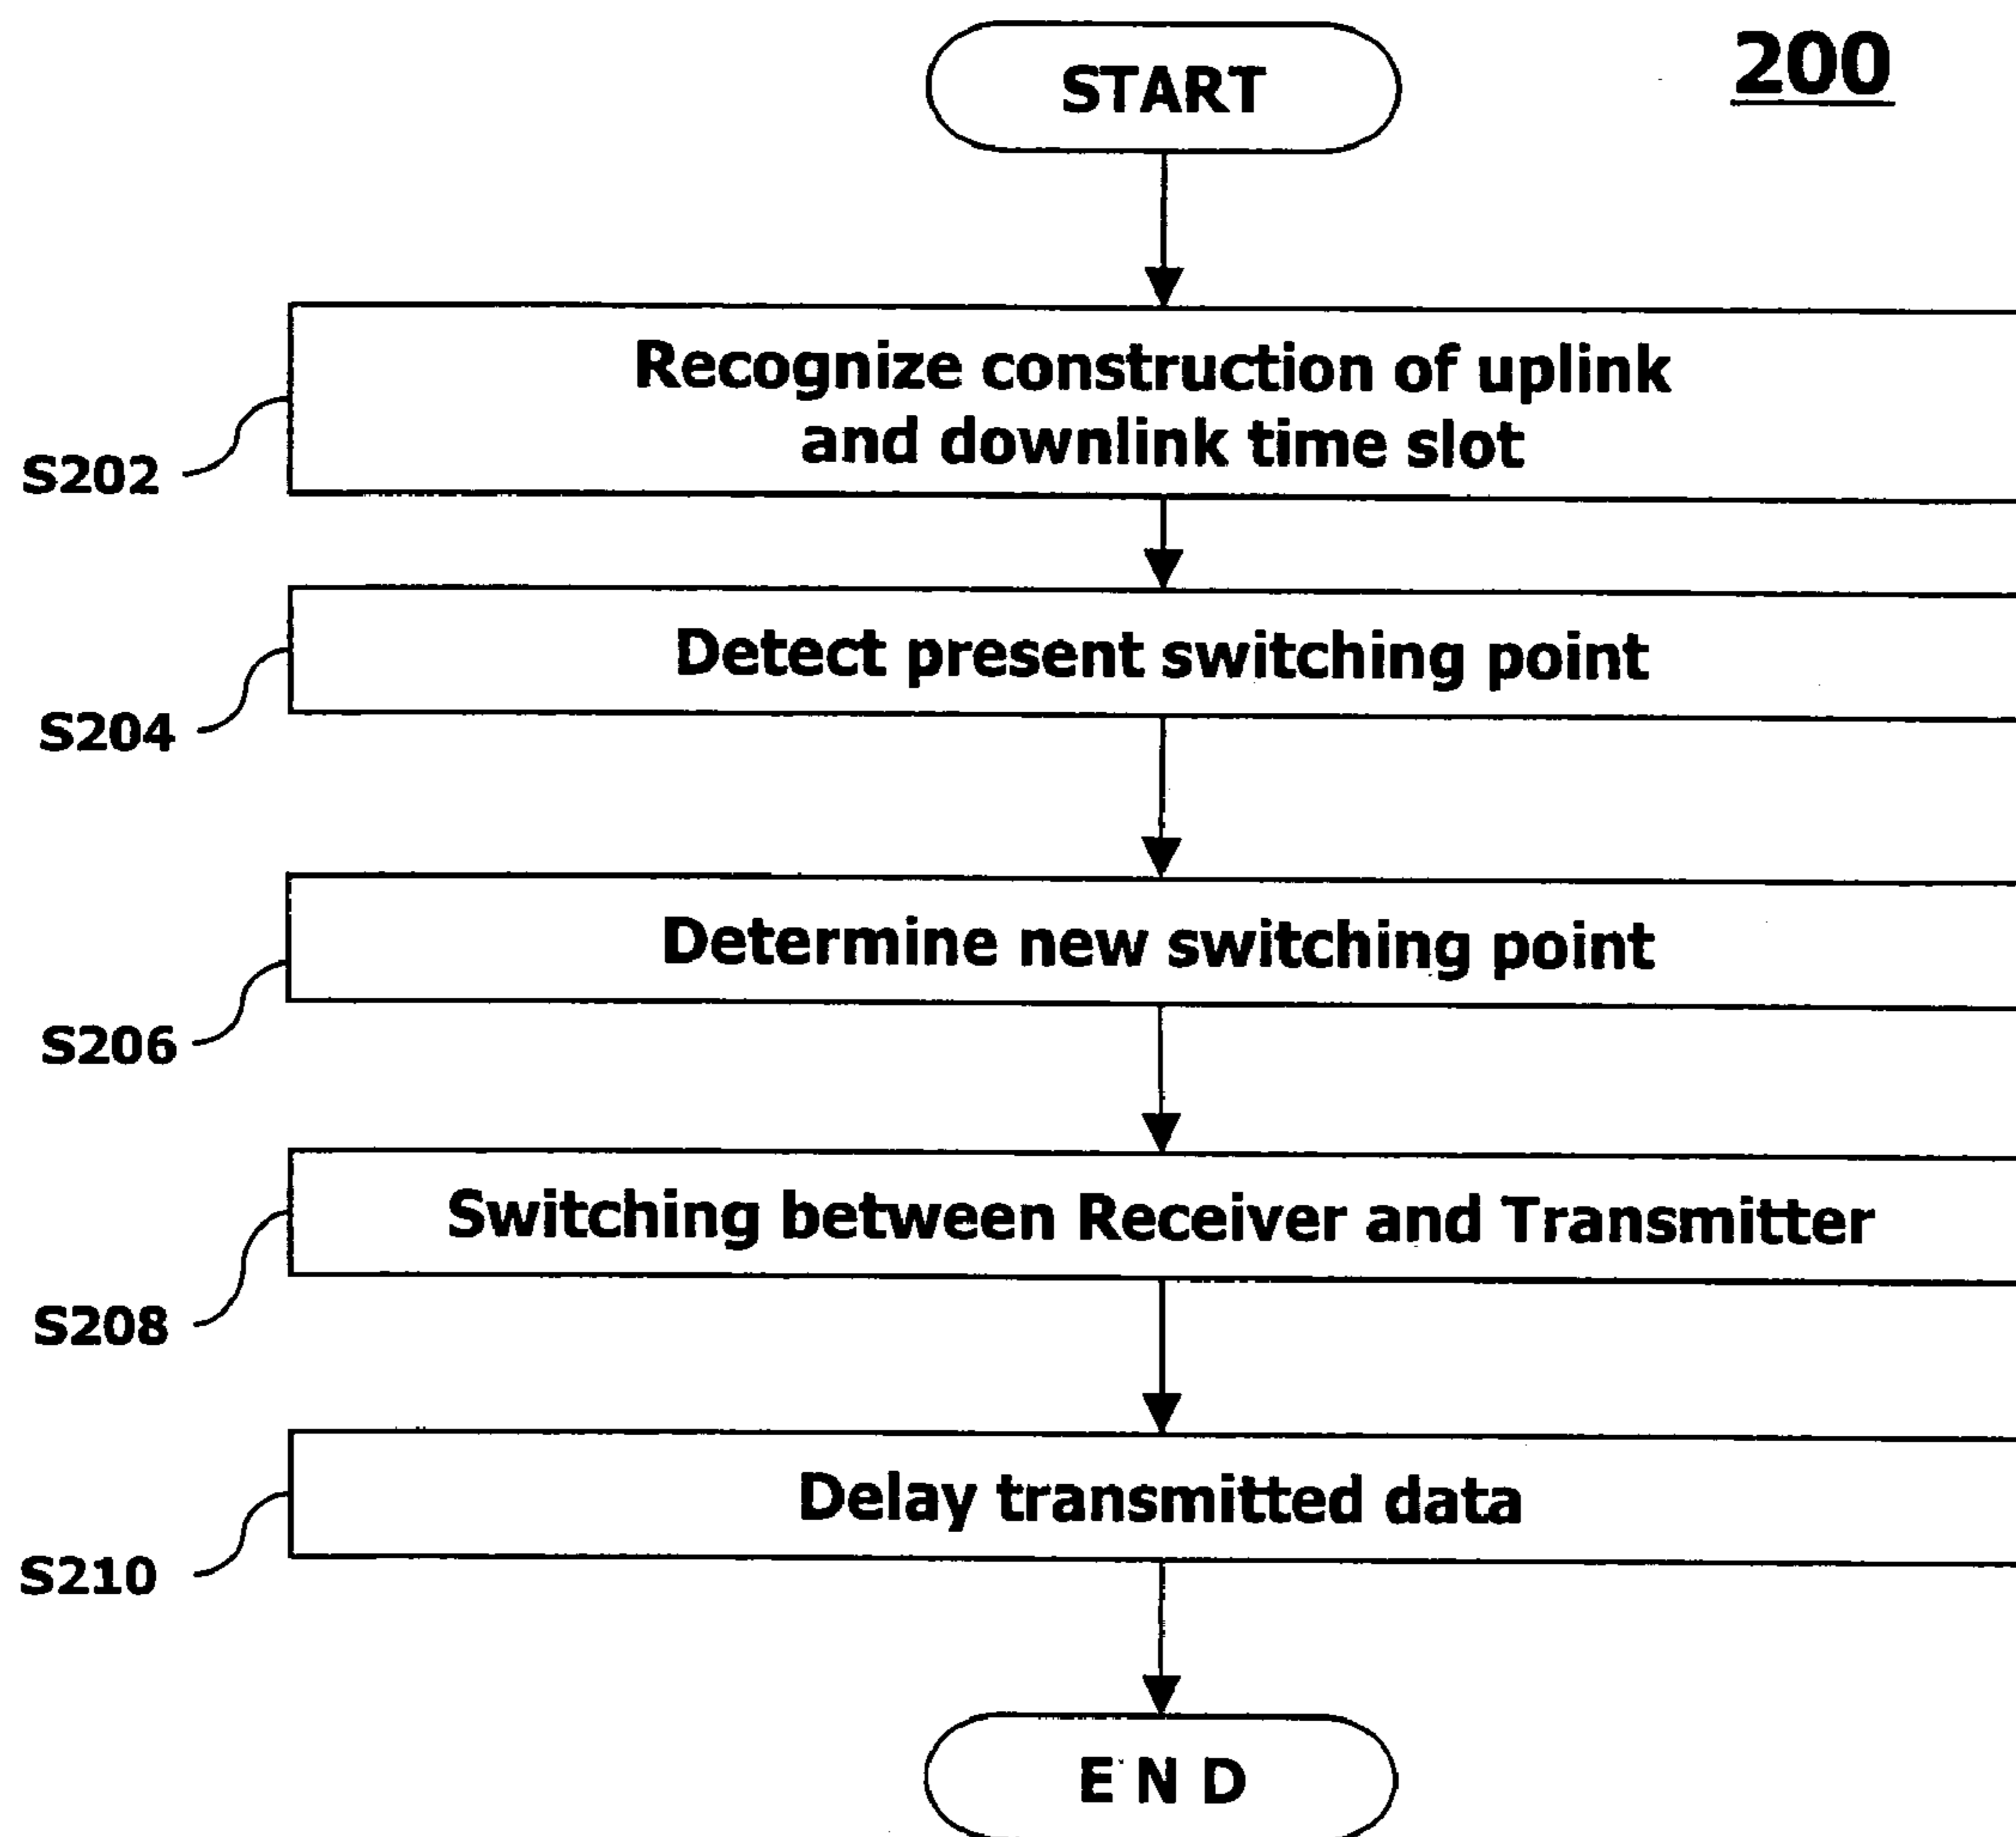 START
200
Recognize construction of uplink
and downlink time slot
S202
Detect present switching point
S204
Determine new switching point
S206
Switching between Receiver and Transmitter
S208
Delay transmitted data
S210
E N D